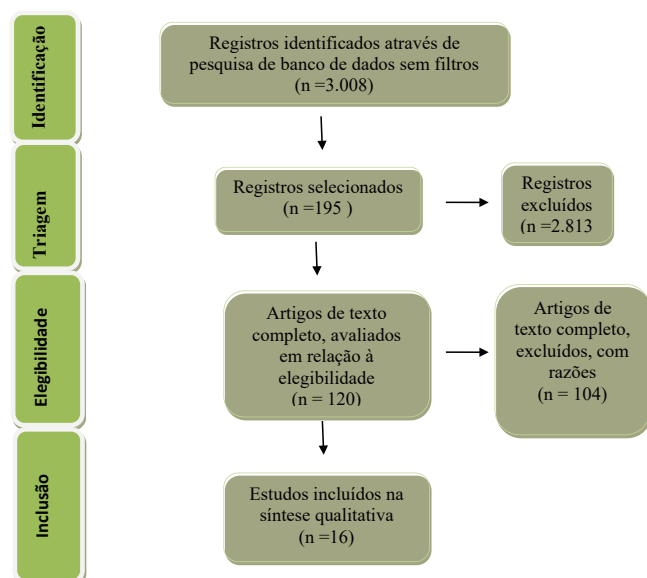 Identificação
Registros identificados através de
pesquisa de banco de dados sem filtros
(n =3.008)
Triagem
Registros selecionados
(n =195 )
Registros
excluídos
(n =2.813
Elegibilidade
Artigos de texto
completo, avaliados
em relação à
elegibilidade
(n = 120)
Artigos de
texto completo,
excluídos, com
razões
(n = 104)
Inclusão
Estudos incluídos na
síntese qualitativa
(n =16)